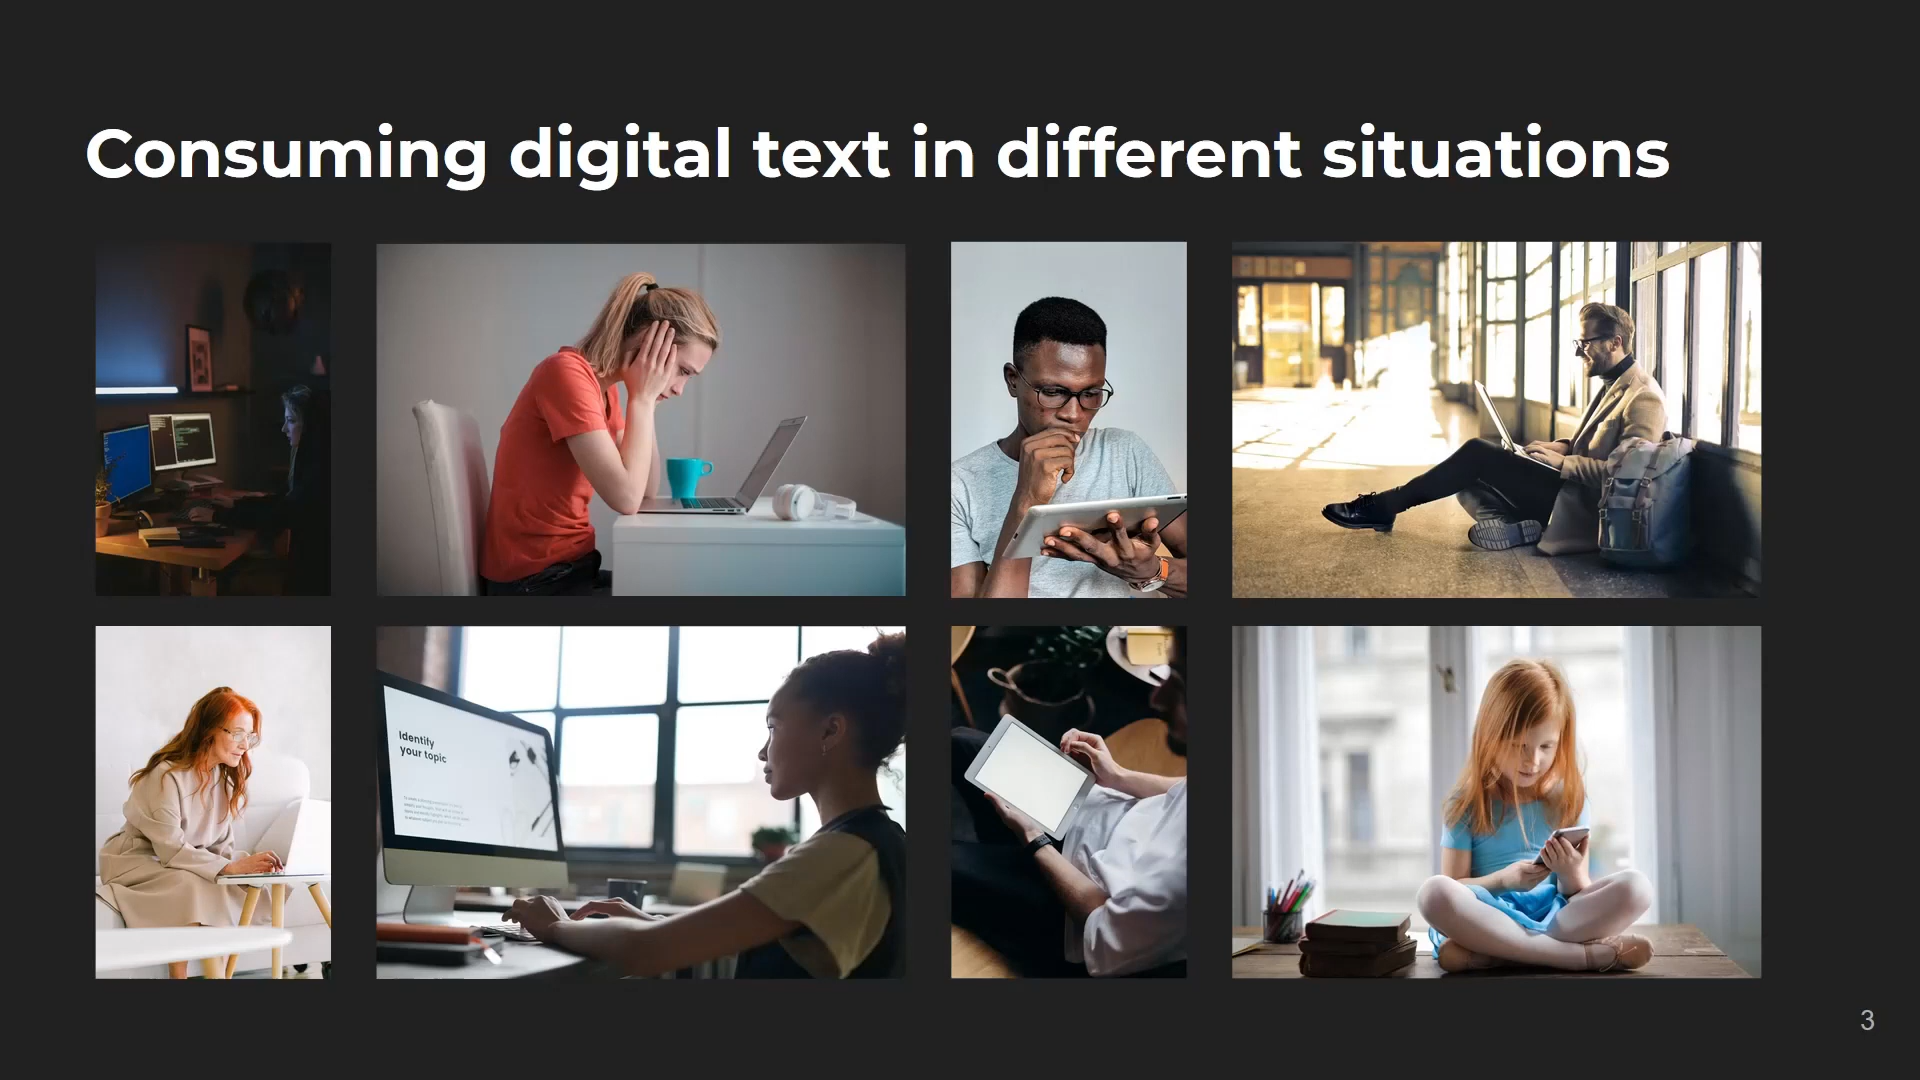 Consuming digital text in different situations
Identify
your topic
3